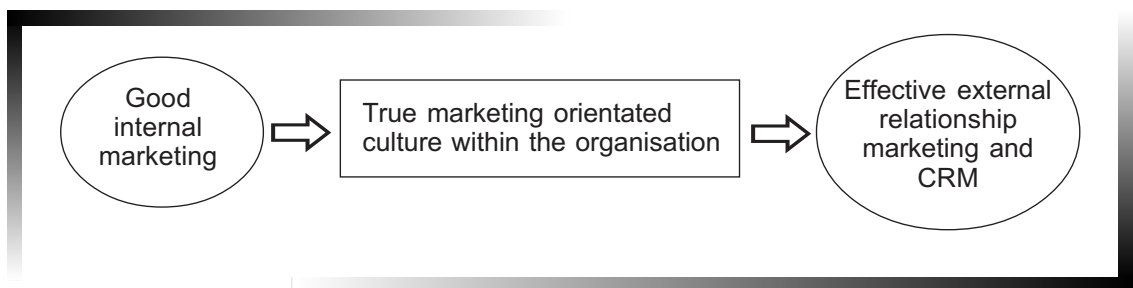 Good
internal
marketing
True marketing orientated
culture within the organisation
Effective external
relationship
marketing and
CRM